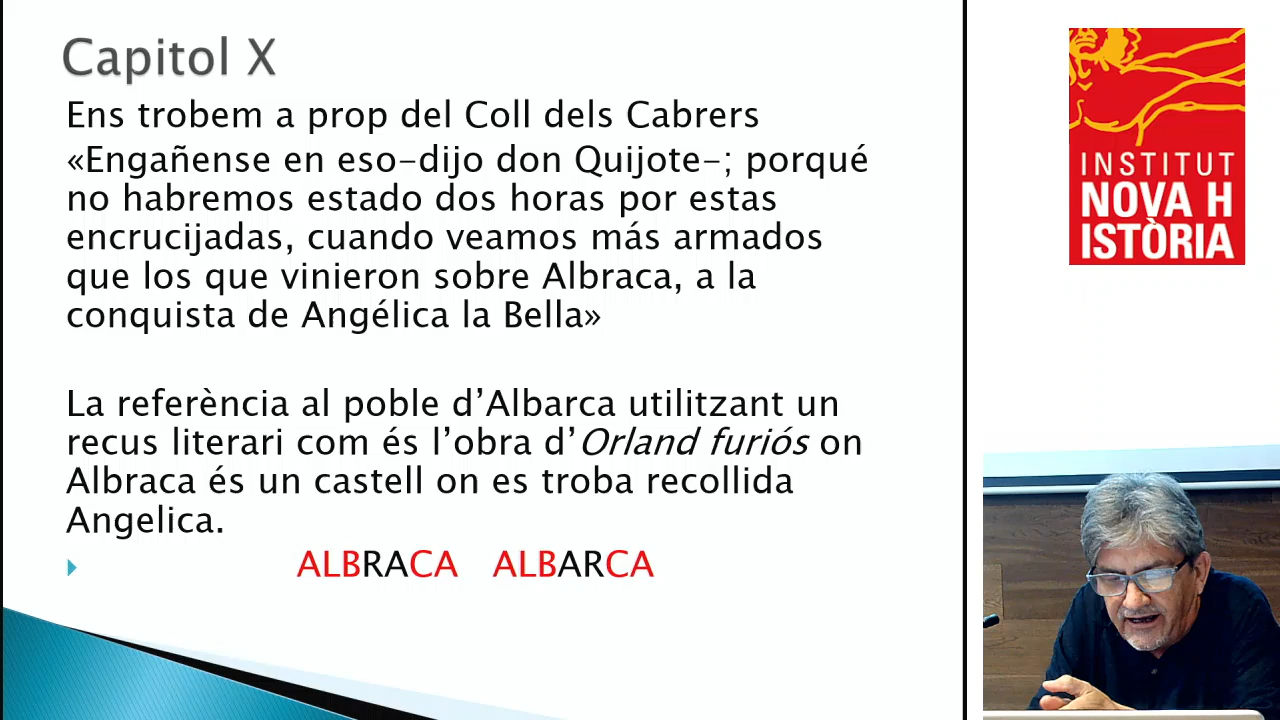 Capitol X
Ens trobem a prop del Coll dels Cabrers
«Engañense en eso-dijo don Quijote-; porqué
no habremos estado dos horas por estas
encrucijadas, cuando veamos más armados
que los que vinieron sobre Albraca, a la
conquista de Angélica la Bella»
La referència al poble d'Albarca utilitzant un
recus literari com és l'obra d'Orland furiós on
Albraca és un castell on es troba recollida
Angelica.
ALBRACA ALBARCA
INSTITUT
NOVA H
ISTÒRIA